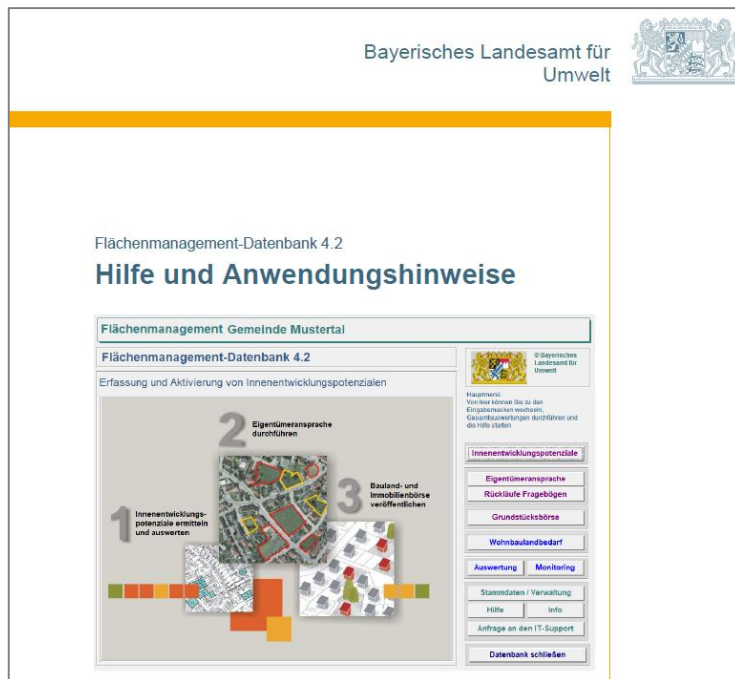 Bayerisches Landesamt für
Umwelt
Flächenmanagement-Datenbank 4.2
Hilfe und Anwendungshinweise
Flächenmanagement Gemeinde Mustertal
Flächenmanagement-Datenbank 4.2
© Bayerisches
Landesamt für
Umwelt
Erfassung und Aktivierung von Innenentwicklungspotenzialen
Hauptmenü:
Von hier können Sie zu den
Eingabemasken wechseln,
Gesamtauswertungen durchführen und
die Hilfe starten
2
Eigentümeransprache
durchführen
3
Bauland- und
Immobilienbörse
veröffentlichen
1
Innenentwicklungs-
potenziale ermitteln
und auswerten
Innenentwicklungspotenziale
Eigentümeransprache
Rückläufe Fragebögen
Grundstücksbörse
Wohnbaulandbedarf
Auswertung Monitoring
Stammdaten / Verwaltung
Hilfe Info
Anfrage an den IT-Support
Datenbank schließen